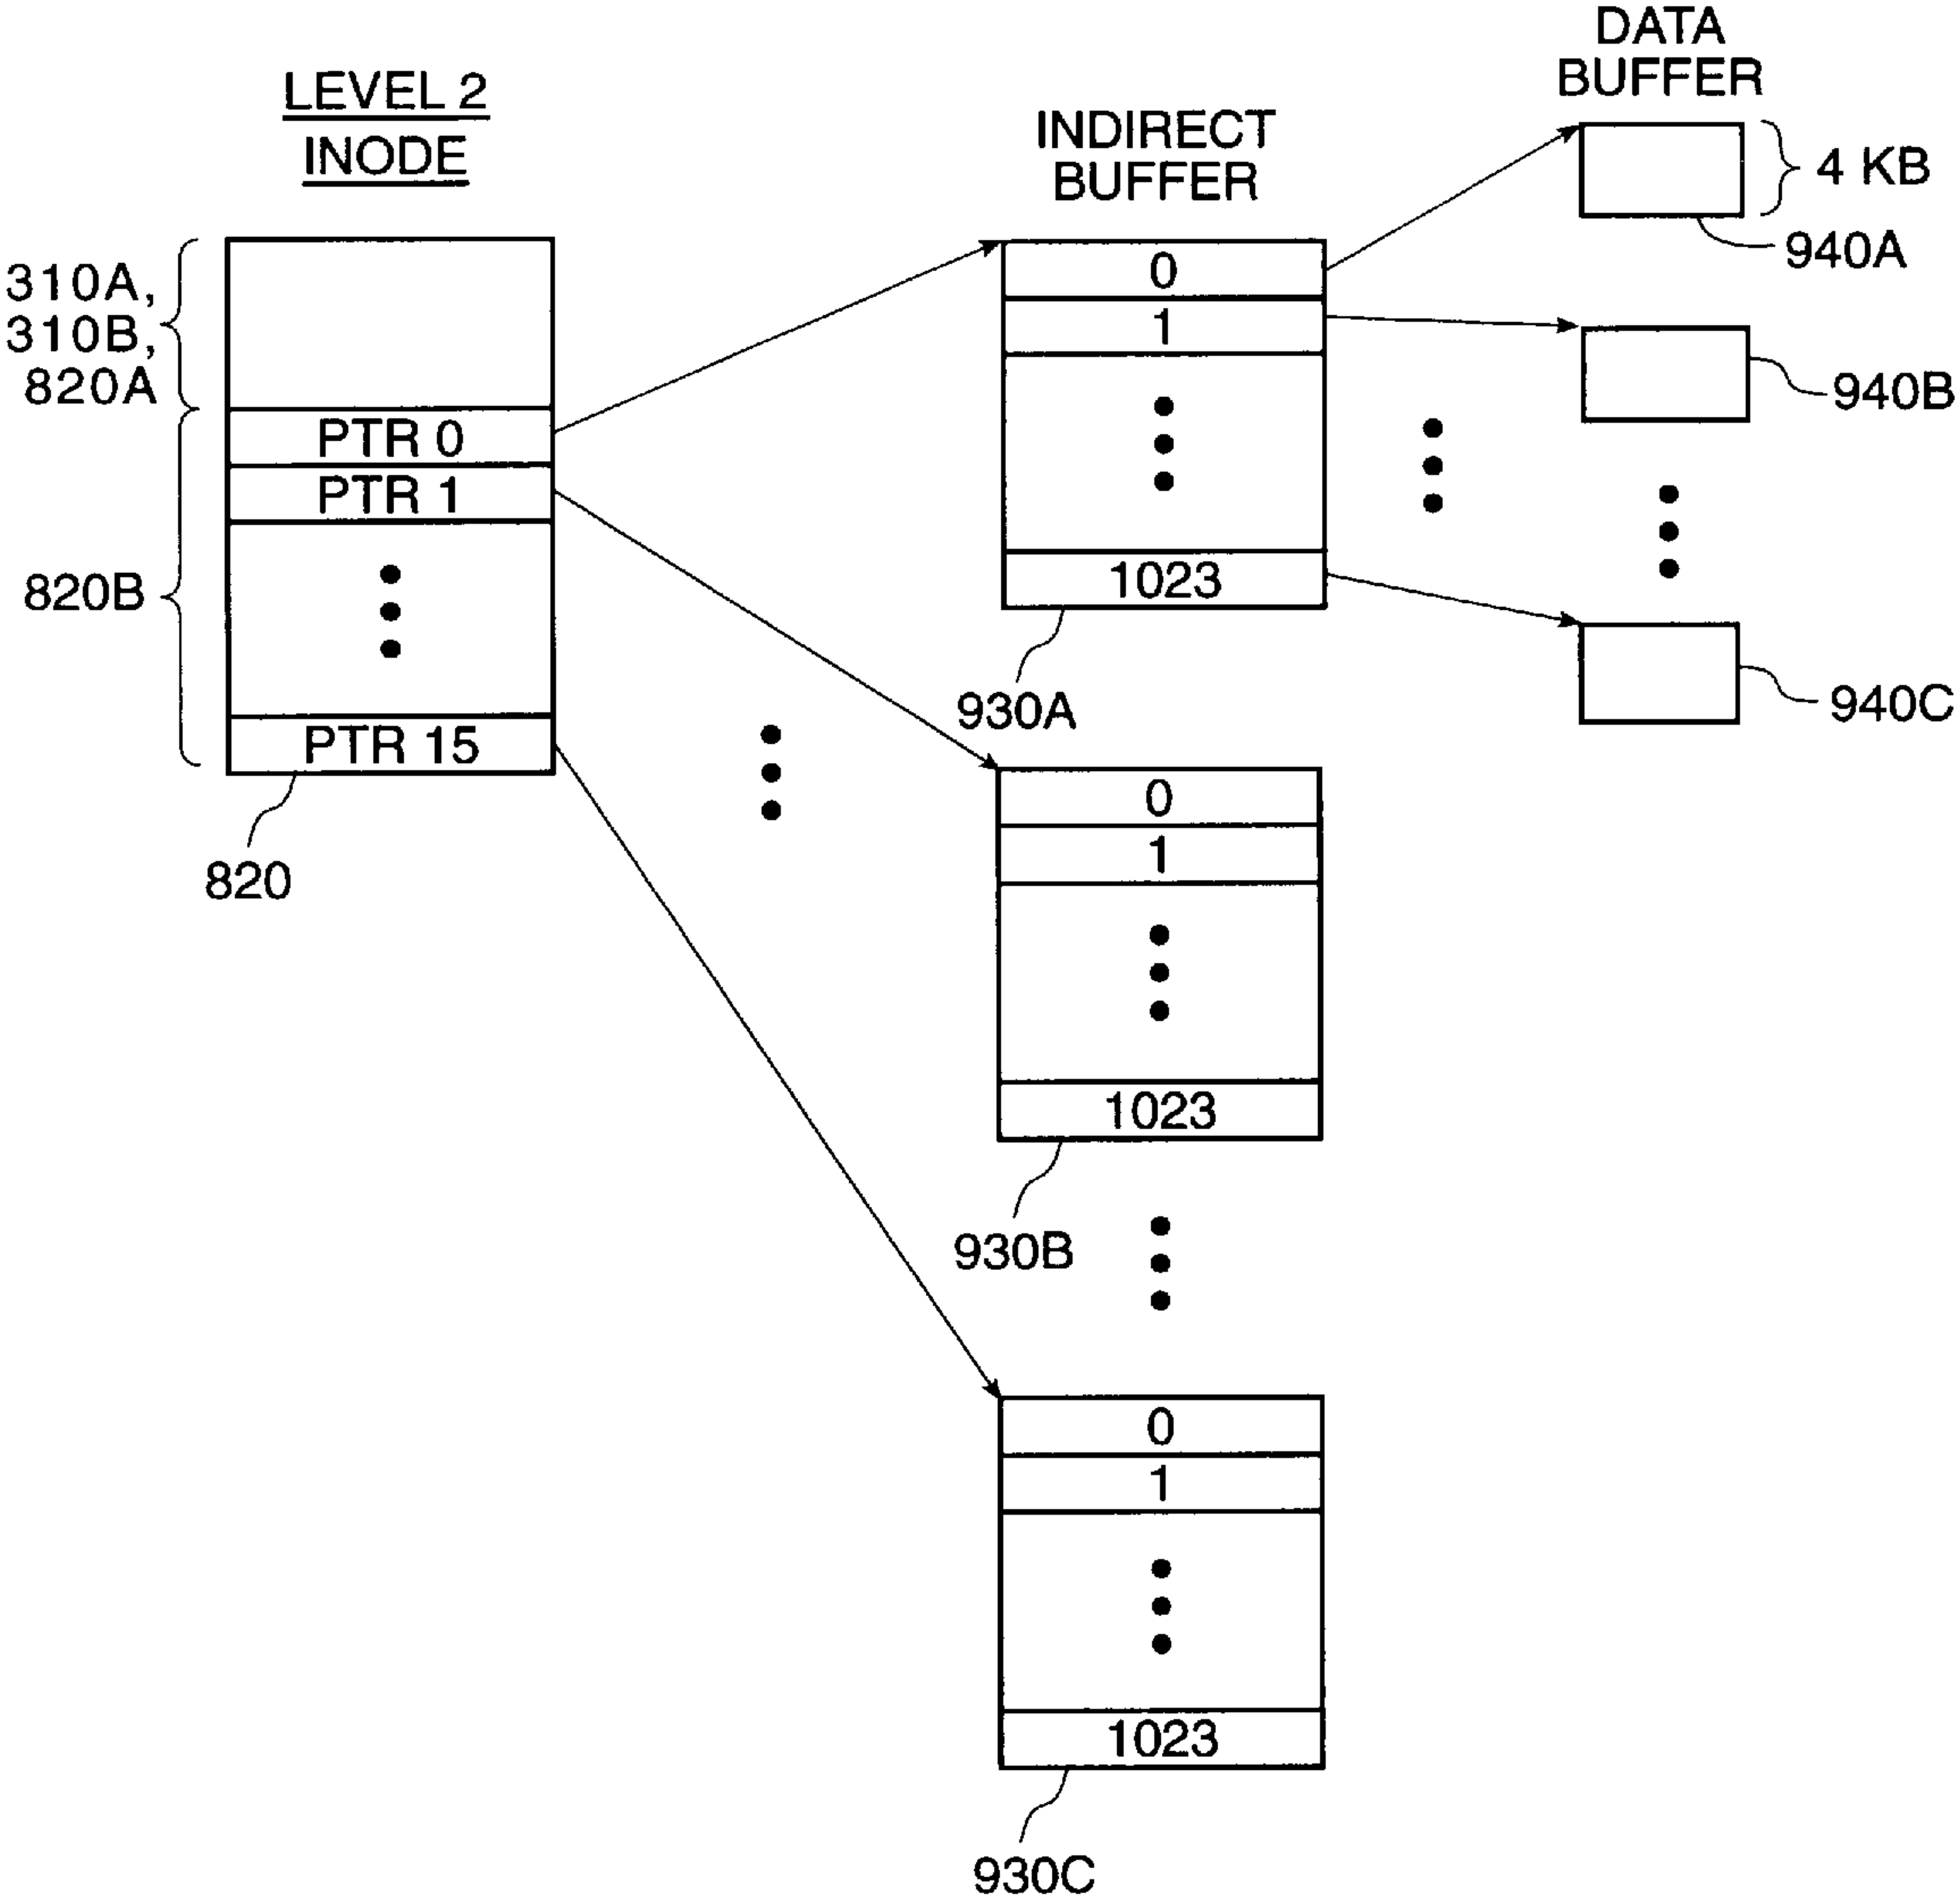 LEVEL 2
INODE
310A,
310B,
820A
820B
PTR 0
PTR 1
PTR 15
820
INDIRECT
BUFFER
0
1
1023
930A
0
1
1023
930B
0
1
1023
930C
DATA
BUFFER
4 KB
940A
940B
940C